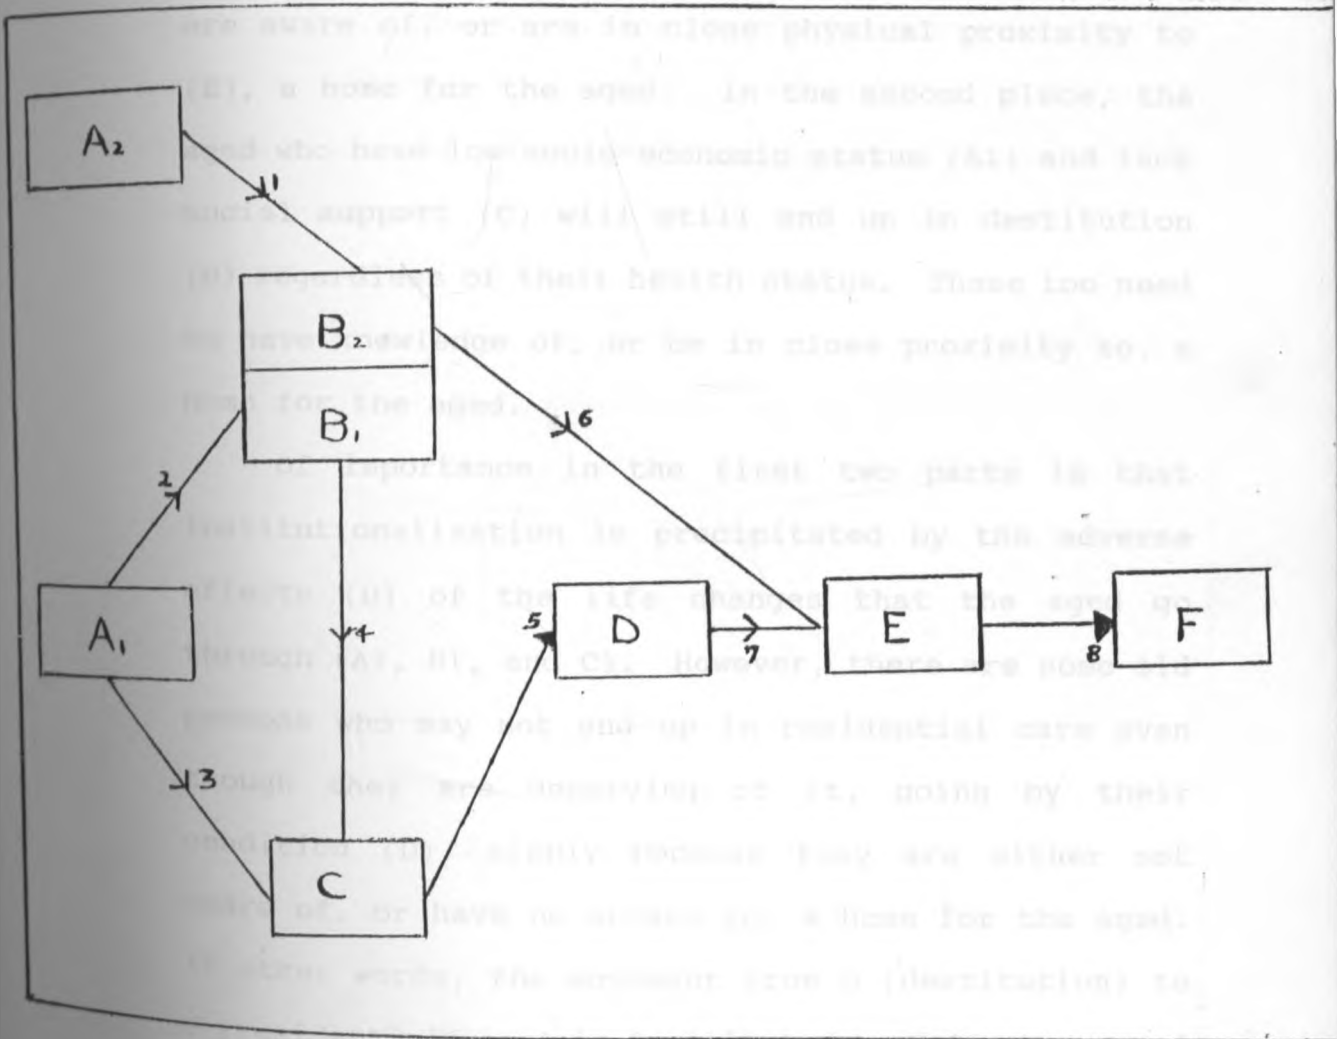 are aware of, or are in close physical proximity to
(E), a home for the aged. In the second place, the
A₂
aged who have low socio economic status (A1) and lack
1
social support (C) will still end up in destitution
(D) regardless of their health status. These too need
B₂
to have knowledge of, or be in close proximity to, a
home for the aged.
B₁
6
Of importance in the first two parts is that
2
institutionalisation is precipitated by the adverse
effects (D) of the life changes that the aged go
A₁
4
5
D
7
E
8
F
through (A1, B1, and C). However, there are some old
persons who may not end up in residential care even
3
though they are deserving of it, going by their
condition (D)
because they are either not
C
aware of, or have no access to, a home for the aged.
In other words, the movement from D (Destitution) to